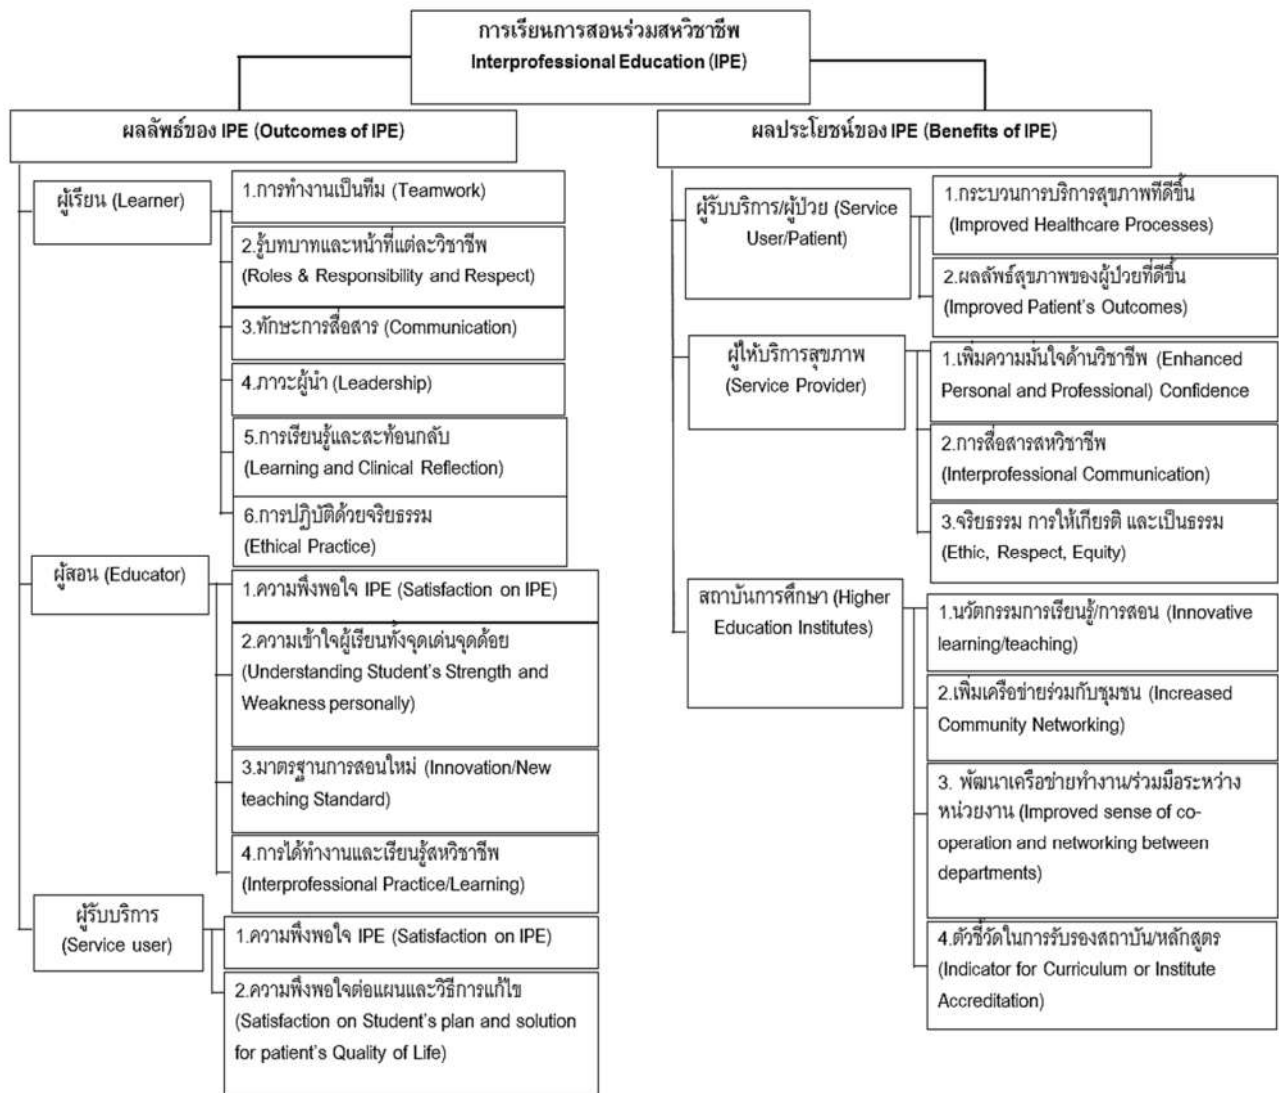 การเรียนการสอนร่วมสหวิชาชีพ
Interprofessional Education (IPE)
ผลลัพธ์ของ IPE (Outcomes of IPE)
ผู้เรียน (Learner)
1.การทำงานเป็นทีม (Teamwork)
2.รู้บทบาทและหน้าที่แต่ละวิชาชีพ
(Roles & Responsibility and Respect)
3.ทักษะการสื่อสาร (Communication)
4.ภาวะผู้นำ (Leadership)
5.การเรียนรู้และสะท้อนกลับ
(Learning and Clinical Reflection)
6.การปฏิบัติด้วยจริยธรรม
(Ethical Practice)
ผู้สอน (Educator)
1.ความพึงพอใจ IPE (Satisfaction on IPE)
2.ความเข้าใจผู้เรียนทั้งจุดเด่นจุดด้อย
(Understanding Student's Strength and
Weakness personally)
3.มาตรฐานการสอนใหม่ (Innovation/New
teaching Standard)
4.การได้ทำงานและเรียนรู้สหวิชาชีพ
(Interprofessional Practice/Learning)
ผู้รับบริการ
(Service user)
1.ความพึงพอใจ IPE (Satisfaction on IPE)
2.ความพึงพอใจต่อแผนและวิธีการแก้ไข
(Satisfaction on Student's plan and solution
for patient's Quality of Life)
ผลประโยชน์ของ IPE (Benefits of IPE)
ผู้รับบริการ/ผู้ป่วย (Service
User/Patient)
1.กระบวนการบริการสุขภาพที่ดีขึ้น
(Improved Healthcare Processes)
2.ผลลัพธ์สุขภาพของผู้ป่วยที่ดีขึ้น
(Improved Patient's Outcomes)
ผู้ให้บริการสุขภาพ
(Service Provider)
1.เพิ่มความมั่นใจด้านวิชาชีพ (Enhanced
Personal and Professional) Confidence
2.การสื่อสารสหวิชาชีพ
(Interprofessional Communication)
3.จริยธรรม การให้เกียรติ และเป็นธรรม
(Ethic, Respect, Equity)
สถาบันการศึกษา (Higher
Education Institutes)
1.นวัตกรรมการเรียนรู้/การสอน (Innovative
learning/teaching)
2.เพิ่มเครือข่ายร่วมกับชุมชน (Increased
Community Networking)
3. พัฒนาเครือข่ายทำงาน/ร่วมมือระหว่าง
หน่วยงาน (Improved sense of co-
operation and networking between
departments)
4.ตัวชี้วัดในการรับรองสถาบัน/หลักสูตร
(Indicator for Curriculum or Institute
Accreditation)